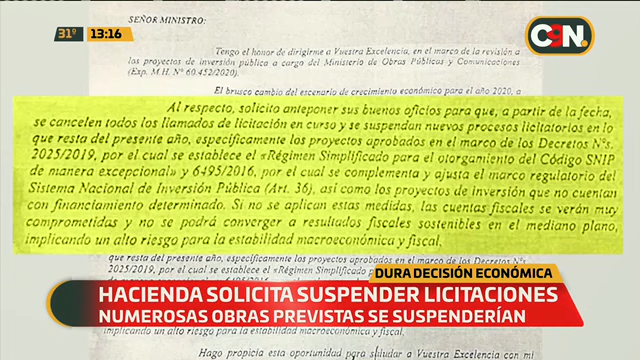 SEÑOR MINISTRO:
31° 13:16
C9N.
Tengo el honor de dirigirme a Vuestra Excelencia, en el marco de la revisión a
los proyectos de inversión pública a cargo del Ministerio de Obras Públicas y Comunicaciones
(Exp. M.H. N° 60.452/2020).
El brusco cambio del escenario de crecimiento económico para el año 2020, a
Al respecto, solicito anteponer sus buenos oficios para que, a partir de la fecha,
se cancelen todos los llamados de licitación en curso y se suspendan nuevos procesos licitatorios en lo
que resta del presente año, específicamente los proyectos aprobados en el marco de los Decretos N°s.
2025/2019, por el cual se establece el «Régimen Simplificado para el otorgamiento del Código SNIP
de manera excepcional» y 6495/2016, por el cual se complementa y ajusta el marco regulatorio del
Sistema Nacional de Inversión Pública (Art. 36), así como los proyectos de inversión que no cuentan
con financiamiento determinado. Si no se aplican estas medidas, las cuentas fiscales se verán muy
comprometidas y no se podrá converger a resultados fiscales sostenibles en el mediano plano,
implicando un alto riesgo para la estabilidad macroeconómica y fiscal.
que resta del presente año, específicamente los proyectos aprobados en el marco de los Decretos N°s.
2025/2019, por el cual se establece el «Régimen Simplificado
DURA DECISIÓN ECONÓMICA
HACIENDA SOLICITA SUSPENDER LICITACIONES
NUMEROSAS OBRAS PREVISTAS SE SUSPENDERÍAN
implicando un alto riesgo para la estabilidad macroeconómica y fiscal.
Hago propicia esta oportunidad para saludar a Vuestra Excelencia con mi